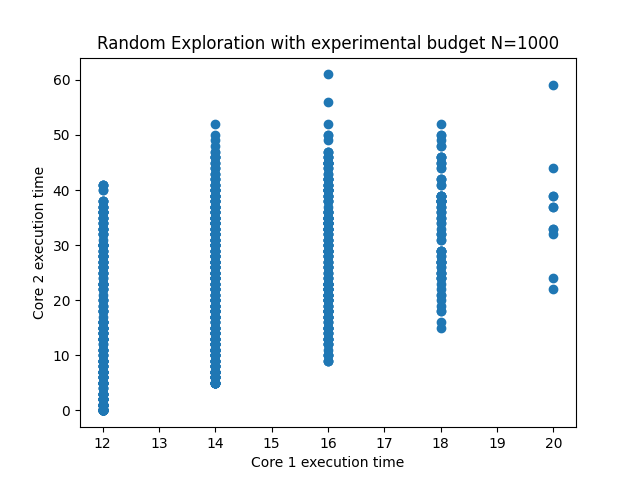 Random Exploration with experimental budget N=1000
60
50
40
30
20
10
0
Core 2 execution time
12 13 14 15 16 17 18 19 20
Core 1 execution time